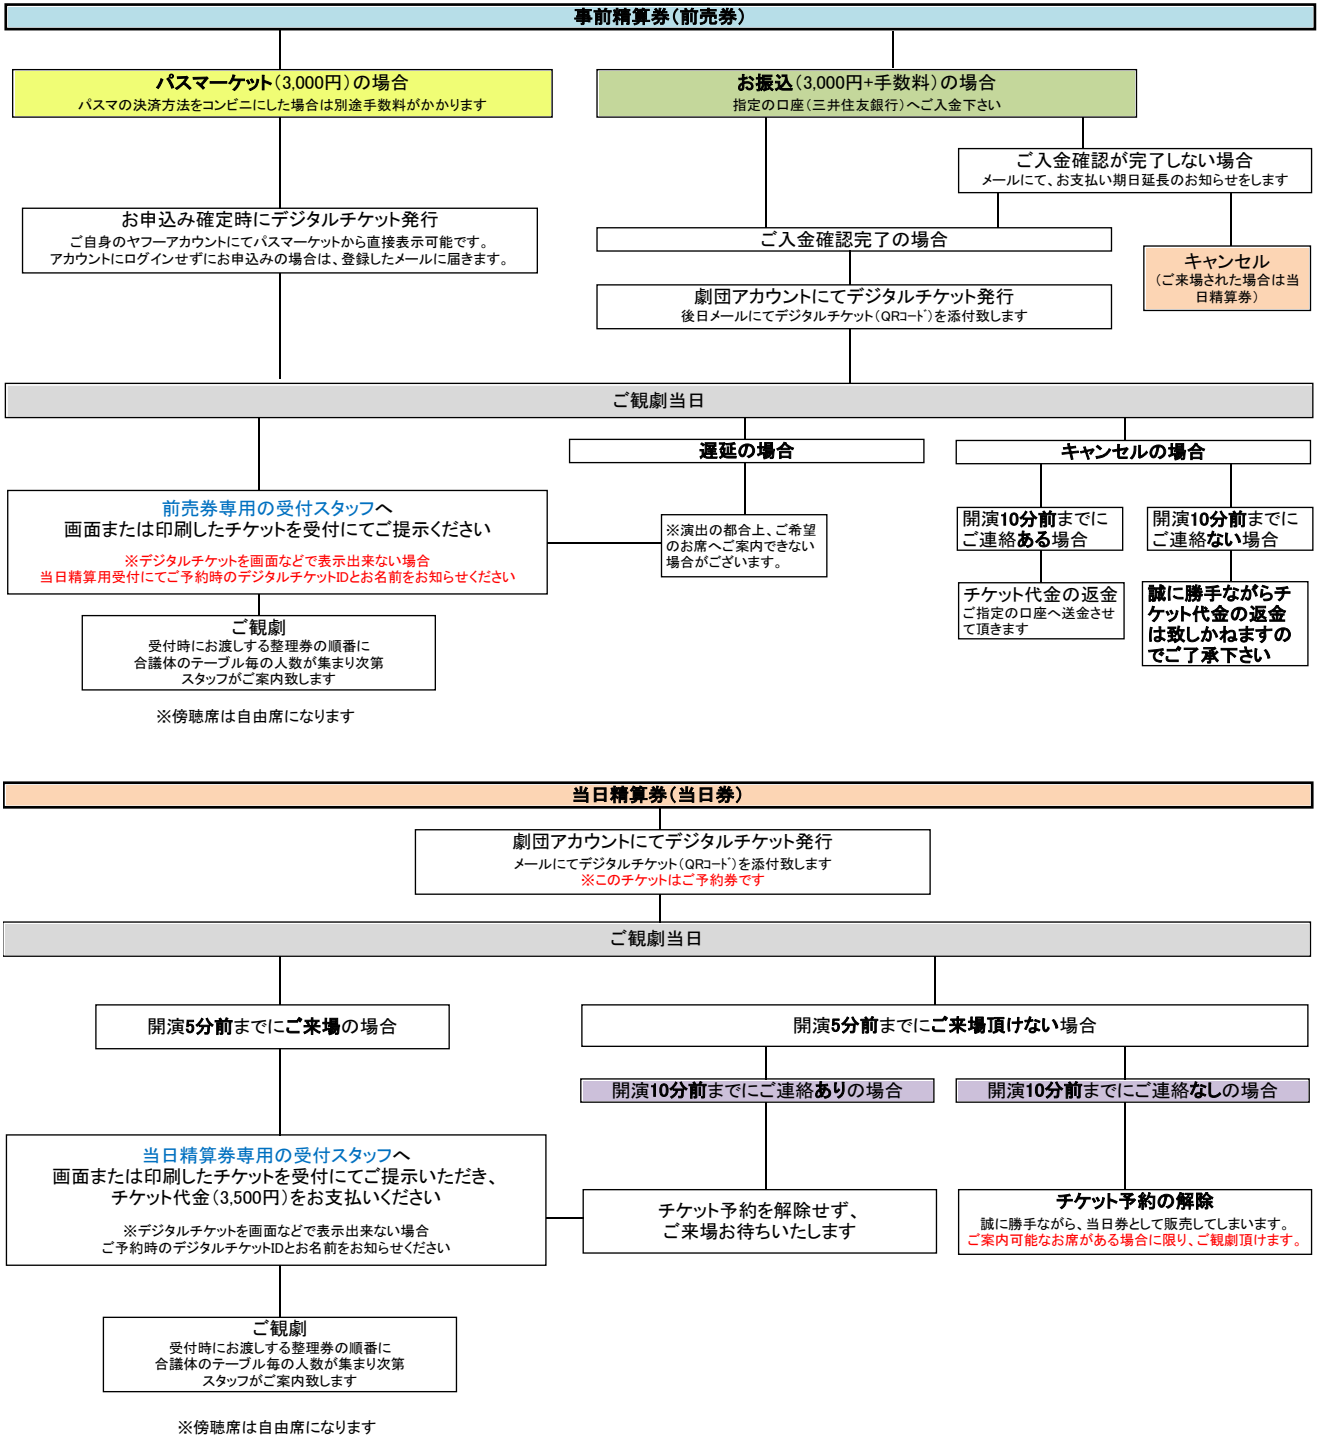 事前精算券（前売券）
パスマーケット（3,000円）の場合
パスマの決済方法をコンビニにした場合は別途手数料がかかります
お振込（3,000円+手数料）の場合
指定の口座（三井住友銀行）へご入金下さい
ご入金確認が完了しない場合
メールにて、お支払い期日延長のお知らせをします
お申込み確定時にデジタルチケット発行
ご自身のヤフーアカウントにてパスマーケットから直接表示可能です。
アカウントにログインせずにお申込みの場合は、登録したメールに届きます。
ご入金確認完了の場合
キャンセル
（ご来場された場合は当
日精算券）
劇団アカウントにてデジタルチケット発行
後日メールにてデジタルチケット（QRｺｰﾄﾞ）を添付致します
ご観劇当日
遅延の場合
キャンセルの場合
前売券専用の受付スタッフへ
画面または印刷したチケットを受付にてご提示ください
※デジタルチケットを画面などで表示出来ない場合
当日精算用受付にてご予約時のデジタルチケットIDとお名前をお知らせください
※演出の都合上、ご希望
のお席へご案内できない
場合がございます。
開演10分前までに
ご連絡ある場合
開演10分前までに
ご連絡ない場合
チケット代金の返金
ご指定の口座へ送金させ
て頂きます
誠に勝手ながらチ
ケット代金の返金
は致しかねますの
でご了承下さい
ご観劇
受付時にお渡しする整理券の順番に
合議体のテーブル毎の人数が集まり次第
スタッフがご案内致します
※傍聴席は自由席になります
当日精算券（当日券）
劇団アカウントにてデジタルチケット発行
メールにてデジタルチケット（QRｺｰﾄﾞ）を添付致します
※このチケットはご予約券です
ご観劇当日
開演5分前までにご来場の場合
開演5分前までにご来場頂けない場合
開演10分前までにご連絡ありの場合
開演10分前までにご連絡なしの場合
当日精算券専用の受付スタッフへ
画面または印刷したチケットを受付にてご提示いただき、
チケット代金（3,500円）をお支払いください
※デジタルチケットを画面などで表示出来ない場合
ご予約時のデジタルチケットIDとお名前をお知らせください
チケット予約を解除せず、
ご来場お待ちいたします
チケット予約の解除
誠に勝手ながら、当日券として販売してしまいます。
ご案内可能なお席がある場合に限り、ご観劇頂けます。
ご観劇
受付時にお渡しする整理券の順番に
合議体のテーブル毎の人数が集まり次第
スタッフがご案内致します
※傍聴席は自由席になります